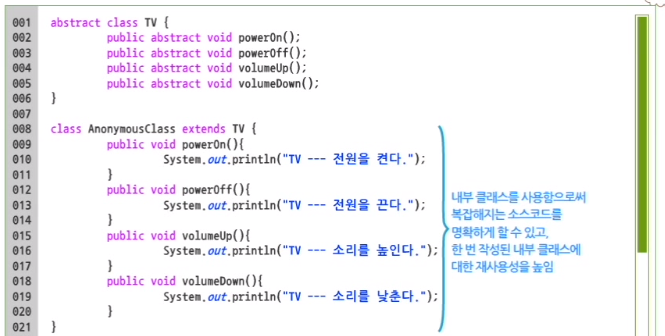 001 abstract class TV {
002 public abstract void powerOn();
003 public abstract void powerOff();
004 public abstract void volumeUp();
005 public abstract void volumeDown();
006 }
007
008 class AnonymousClass extends TV {
009 public void powerOn(){
010 System.out.println("TV --- 전원을 켠다.");
011 }
012 public void powerOff(){
013 System.out.println("TV --- 전원을 끈다.");
014 }
015 public void volumeUp(){
016 System.out.println("TV --- 소리를 높인다.");
017 }
018 public void volumeDown(){
019 System.out.println("TV --- 소리를 낮춘다.");
020 }
021 }
내부 클래스를 사용함으로써
복잡해지는 소스코드를
명확하게 할 수 있고,
한 번 작성된 내부 클래스에
대한 재사용성을 높임